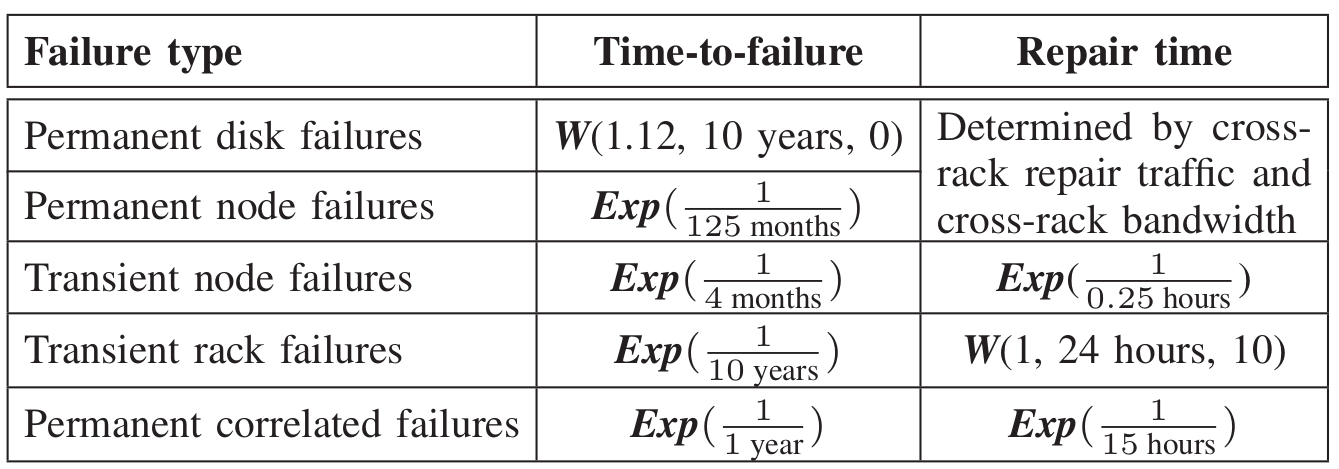 Failure type Time-to-failure Repair time
Permanent disk failures W(1.12, 10 years, 0) Determined by cross-
rack repair traffic and
cross-rack bandwidth
Permanent node failures Exp(1/125 months)
Transient node failures Exp(1/4 months) Exp(1/0.25 hours)
Transient rack failures Exp(1/10 years) W(1, 24 hours, 10)
Permanent correlated failures Exp(1/1 year) Exp(1/15 hours)